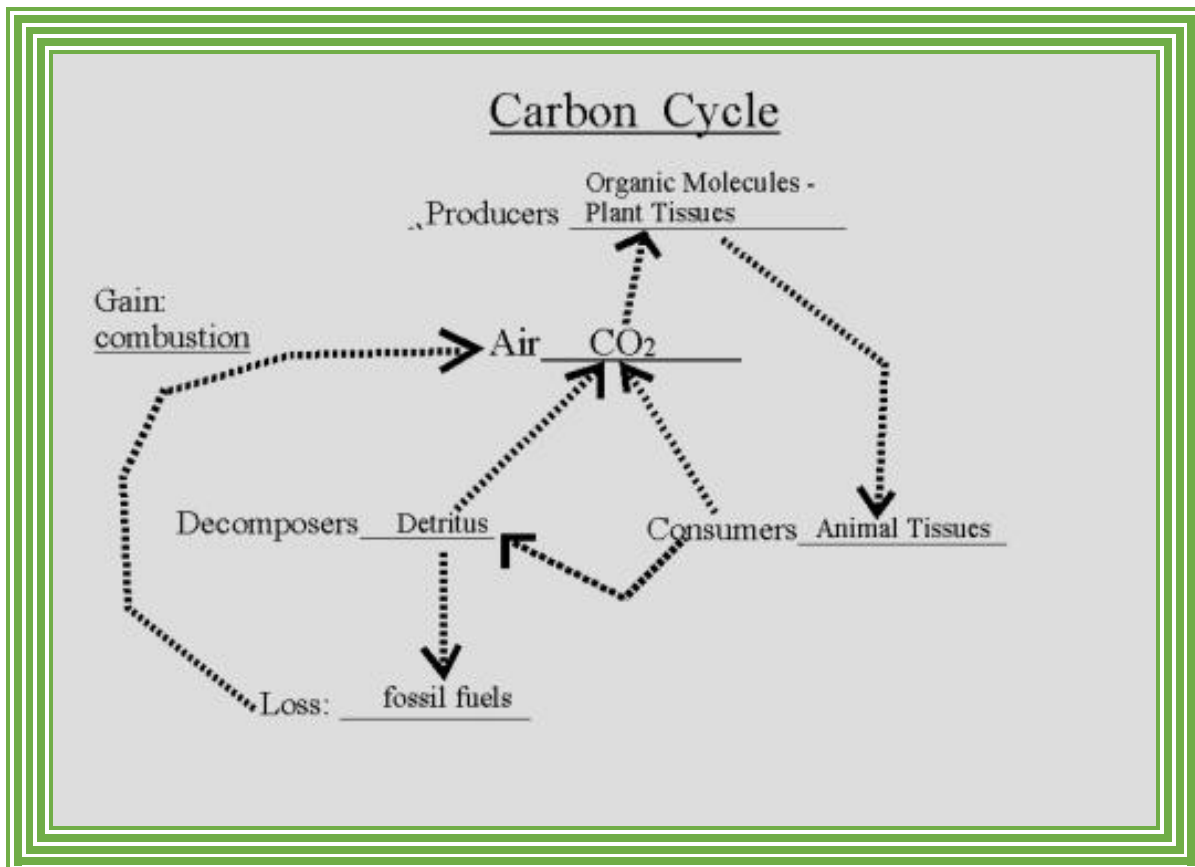 Carbon Cycle
Organic Molecules -
Producers Plant Tissues
Gain:
combustion
Air CO₂
Decomposers Detritus
Consumers Animal Tissues
Loss: fossil fuels